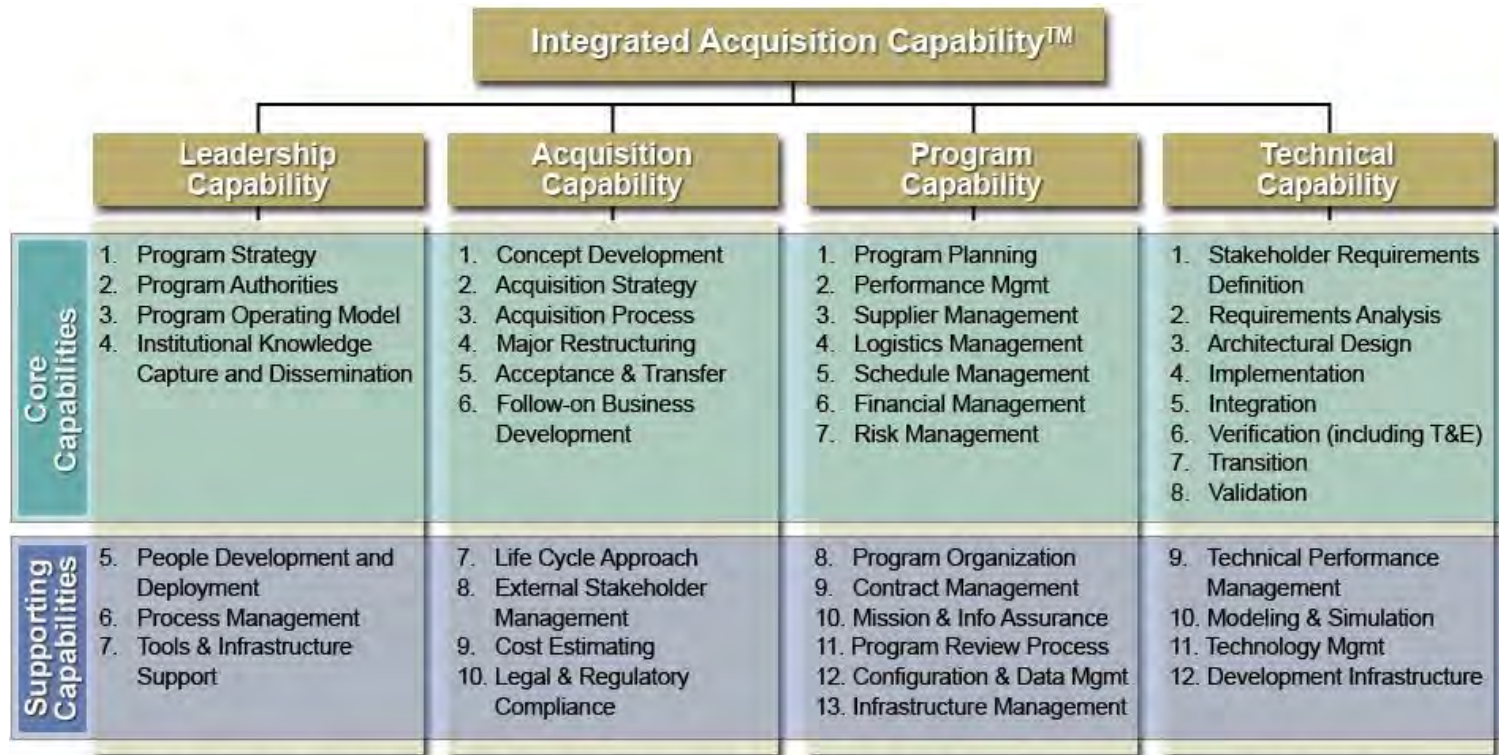 Integrated Acquisition Capability™
Leadership
Capability
Acquisition
Capability
Program
Capability
Technical
Capability
Core
Capabilities
1. Program Strategy
2. Program Authorities
3. Program Operating Model
4. Institutional Knowledge
Capture and Dissemination
1. Concept Development
2. Acquisition Strategy
3. Acquisition Process
4. Major Restructuring
5. Acceptance & Transfer
6. Follow-on Business
Development
1. Program Planning
2. Performance Mgmt
3. Supplier Management
4. Logistics Management
5. Schedule Management
6. Financial Management
7. Risk Management
1. Stakeholder Requirements
Definition
2. Requirements Analysis
3. Architectural Design
4. Implementation
5. Integration
6. Verification (including T&E)
7. Transition
8. Validation
Supporting
Capabilities
5. People Development and
Deployment
6. Process Management
7. Tools & Infrastructure
Support
7. Life Cycle Approach
8. External Stakeholder
Management
9. Cost Estimating
10. Legal & Regulatory
Compliance
8. Program Organization
9. Contract Management
10. Mission & Info Assurance
11. Program Review Process
12. Configuration & Data Mgmt
13. Infrastructure Management
9. Technical Performance
Management
10. Modeling & Simulation
11. Technology Mgmt
12. Development Infrastructure